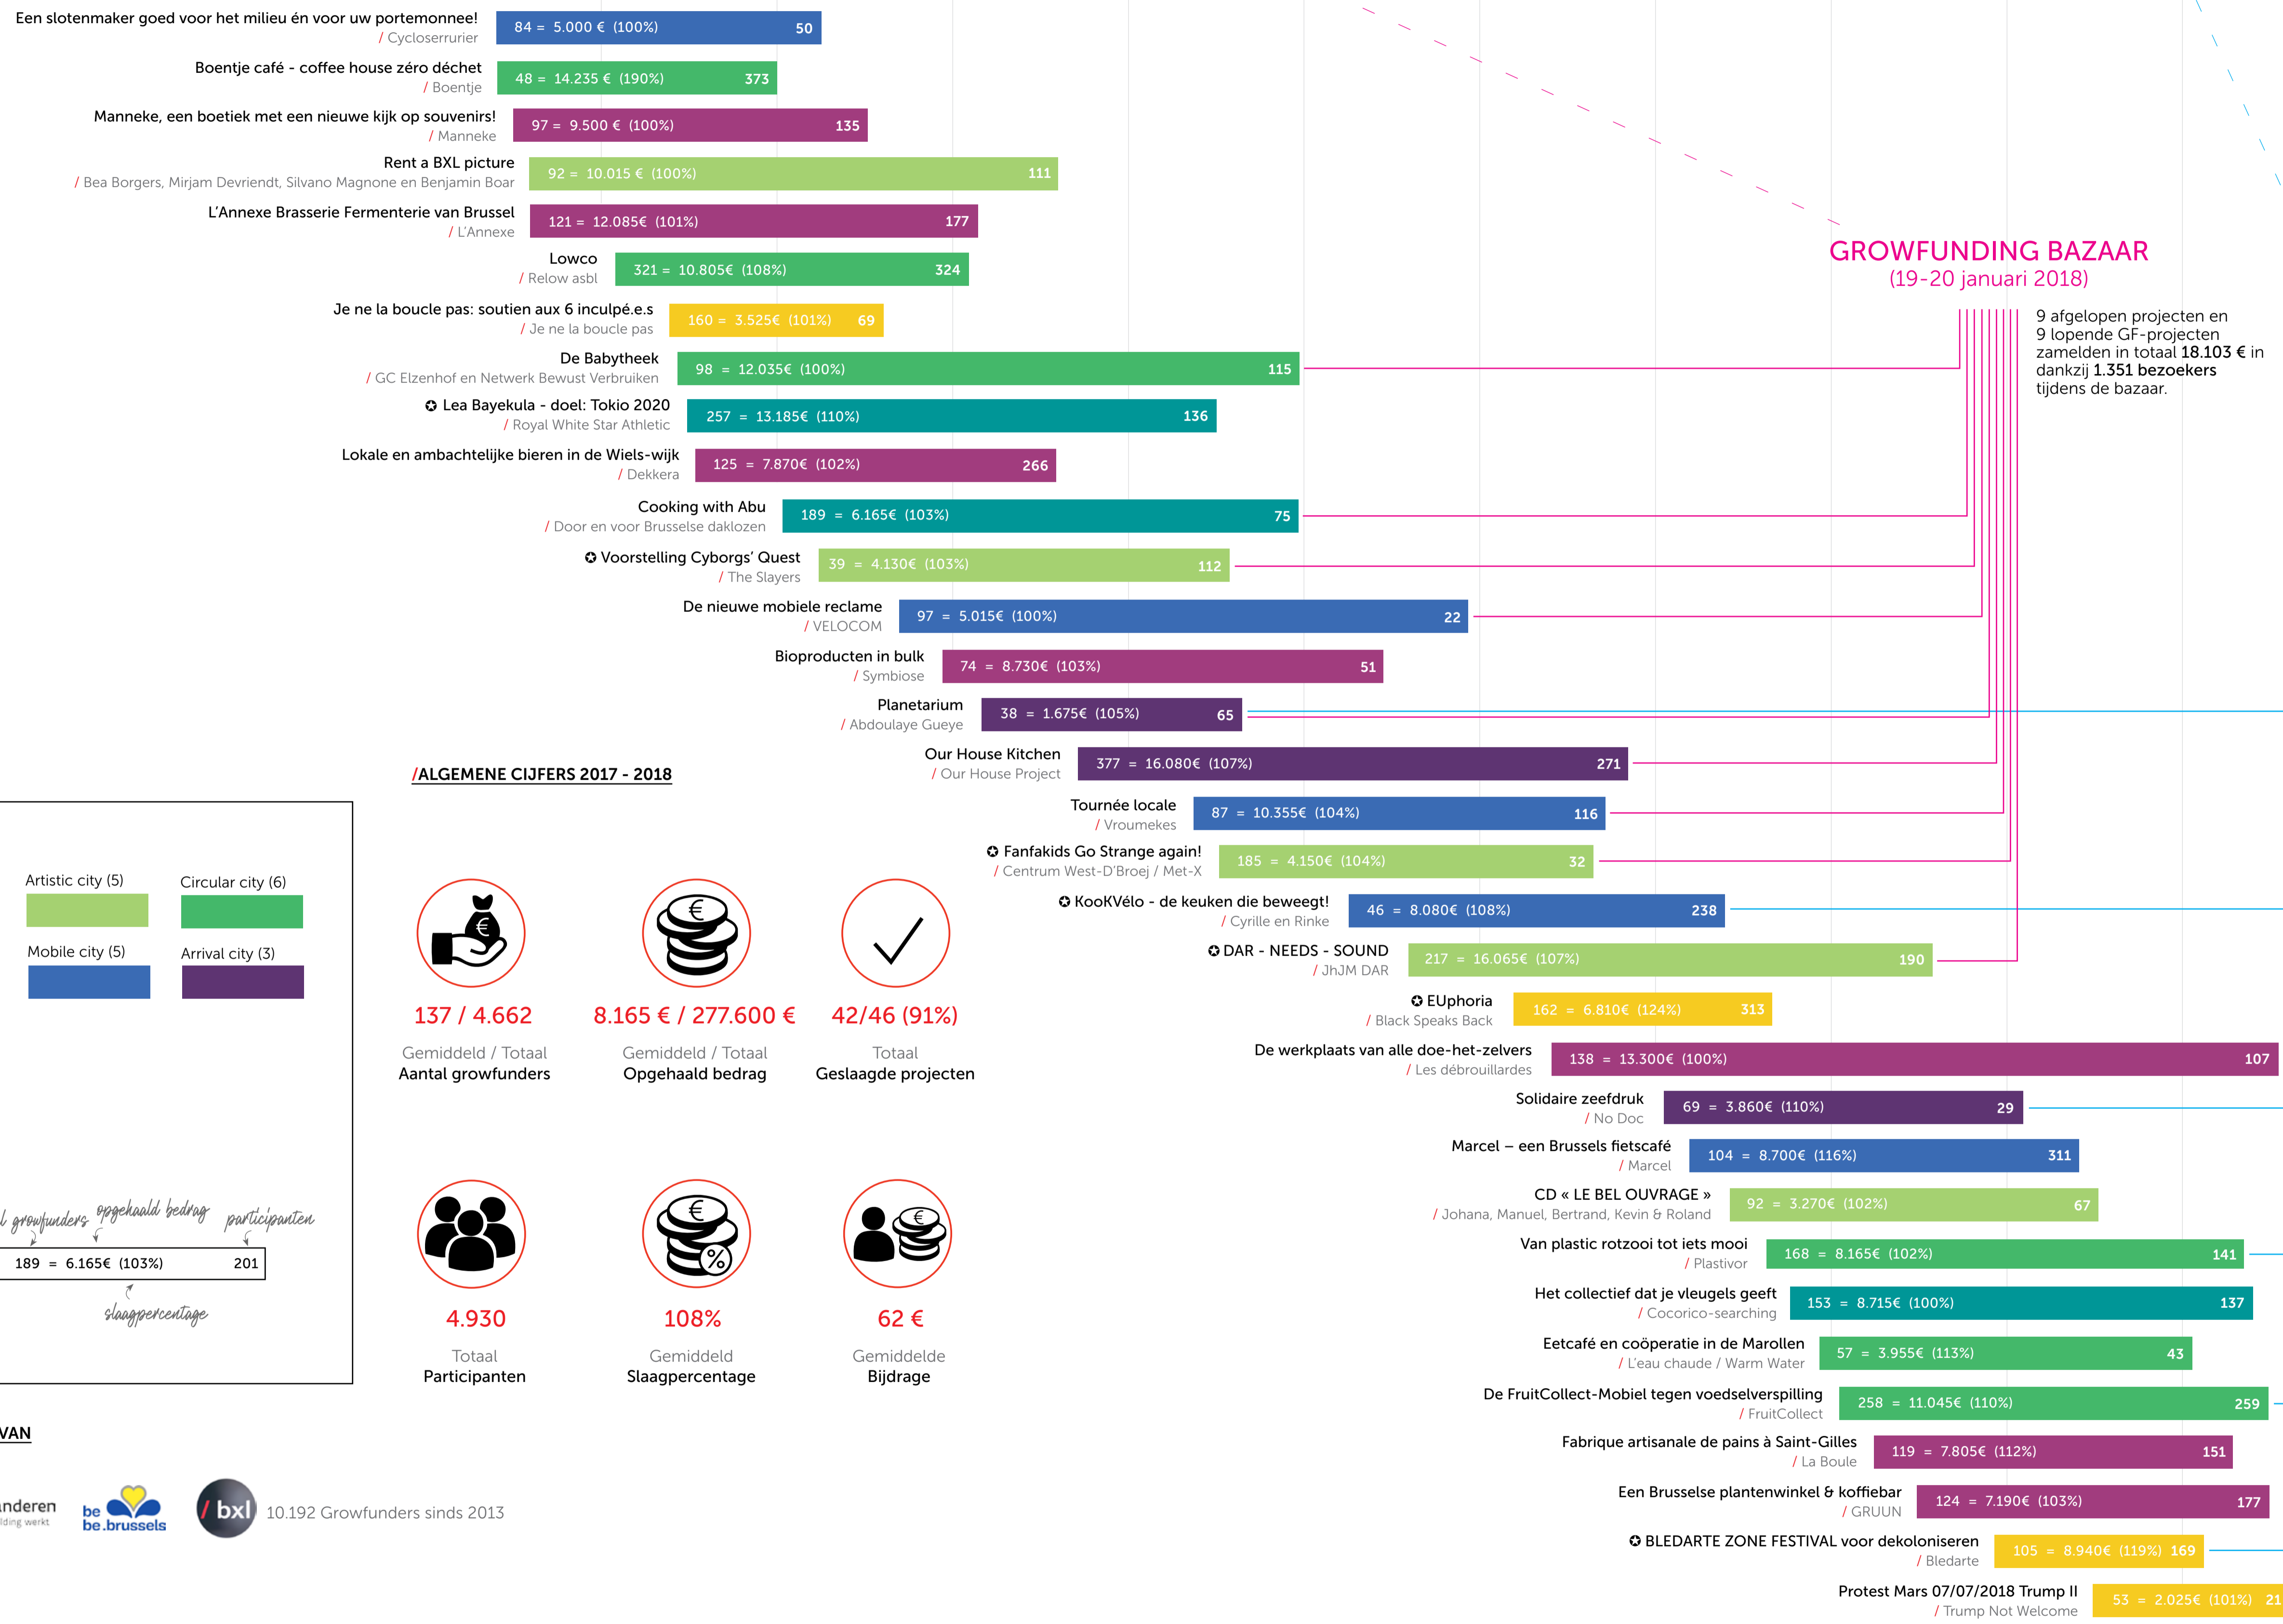 Een slotenmaker goed voor het milieu én voor uw portemonnee!
/ Cycloserrurier
84 = 5.000 € (100%) 50
Boentje café - coffee house zéro déchet
/ Boentje
48 = 14.235 € (190%) 373
Manneke, een boetiek met een nieuwe kijk op souvenirs!
/ Manneke
97 = 9.500 € (100%) 135
Rent a BXL picture
/ Bea Borgers, Mirjam Devriendt, Silvano Magnone en Benjamin Boar
92 = 10.015 € (100%) 111
L'Annexe Brasserie Fermenterie van Brussel
/ L'Annexe
121 = 12.085€ (101%) 177
Lowco
/ Relow asbl
321 = 10.805€ (108%) 324
Je ne la boucle pas: soutien aux 6 inculpé.e.s
/ Je ne la boucle pas
160 = 3.525€ (101%) 69
De Babytheek
/ GC Elzenhof en Netwerk Bewust Verbruiken
98 = 12.035€ (100%) 115
✪ Lea Bayekula - doel: Tokio 2020
/ Royal White Star Athletic
257 = 13.185€ (110%) 136
Lokale en ambachtelijke bieren in de Wiels-wijk
/ Dekkera
125 = 7.870€ (102%) 266
Cooking with Abu
/ Door en voor Brusselse daklozen
189 = 6.165€ (103%) 75
✪ Voorstelling Cyborgs' Quest
/ The Slayers
39 = 4.130€ (103%) 112
De nieuwe mobiele reclame
/ VELOCOM
97 = 5.015€ (100%) 22
Bioproducten in bulk
/ Symbiose
74 = 8.730€ (103%) 51
Planetarium
/ Abdoulaye Gueye
38 = 1.675€ (105%) 65
Our House Kitchen
/ Our House Project
377 = 16.080€ (107%) 271
Tournée locale
/ Vroumekes
87 = 10.355€ (104%) 116
✪ Fanfakids Go Strange again!
/ Centrum West-D'Broej / Met-X
185 = 4.150€ (104%) 32
✪ KooKVélo - de keuken die beweegt!
/ Cyrille en Rinke
46 = 8.080€ (108%) 238
✪ DAR - NEEDS - SOUND
/ JhJM DAR
217 = 16.065€ (107%) 190
✪ EUphoria
/ Black Speaks Back
162 = 6.810€ (124%) 313
De werkplaats van alle doe-het-zelvers
/ Les débrouillardes
138 = 13.300€ (100%) 107
Solidaire zeefdruk
/ No Doc
69 = 3.860€ (110%) 29
Marcel – een Brussels fietscafé
/ Marcel
104 = 8.700€ (116%) 311
CD « LE BEL OUVRAGE »
/ Johana, Manuel, Bertrand, Kevin & Roland
92 = 3.270€ (102%) 67
Van plastic rotzooi tot iets mooi
/ Plastivor
168 = 8.165€ (102%) 141
Het collectief dat je vleugels geeft
/ Cocorico-searching
153 = 8.715€ (100%) 137
Eetcafé en coöperatie in de Marollen
/ L'eau chaude / Warm Water
57 = 3.955€ (113%) 43
De FruitCollect-Mobiel tegen voedselverspilling
/ FruitCollect
258 = 11.045€ (110%) 259
Fabrique artisanale de pains à Saint-Gilles
/ La Boule
119 = 7.805€ (112%) 151
Een Brusselse plantenwinkel & koffiebar
/ GRUUN
124 = 7.190€ (103%) 177
✪ BLEDARTE ZONE FESTIVAL voor dekoloniseren
/ Bledarte
105 = 8.940€ (119%) 169
Protest Mars 07/07/2018 Trump II
/ Trump Not Welcome
53 = 2.025€ (101%) 21
GROWFUNDING BAZAAR
(19-20 januari 2018)
9 afgelopen projecten en
9 lopende GF-projecten
zamelden in totaal 18.103 € in
dankzij 1.351 bezoekers
tijdens de bazaar.
/ALGEMENE CIJFERS 2017 - 2018
137 / 4.662
Gemiddeld / Totaal
Aantal growfunders
8.165 € / 277.600 €
Gemiddeld / Totaal
Opgehaald bedrag
42/46 (91%)
Totaal
Geslaagde projecten
4.930
Totaal
Participanten
108%
Gemiddeld
Slaagpercentage
62 €
Gemiddelde
Bijdrage
Artistic city (5)
Circular city (6)
Mobile city (5)
Arrival city (3)
l growfunders opgehaald bedrag participanten
189 = 6.165€ (103%) 201
slaagpercentage
VAN
anderen
lding werkt
be
be.brussels
/ bxl
10.192 Growfunders sinds 2013